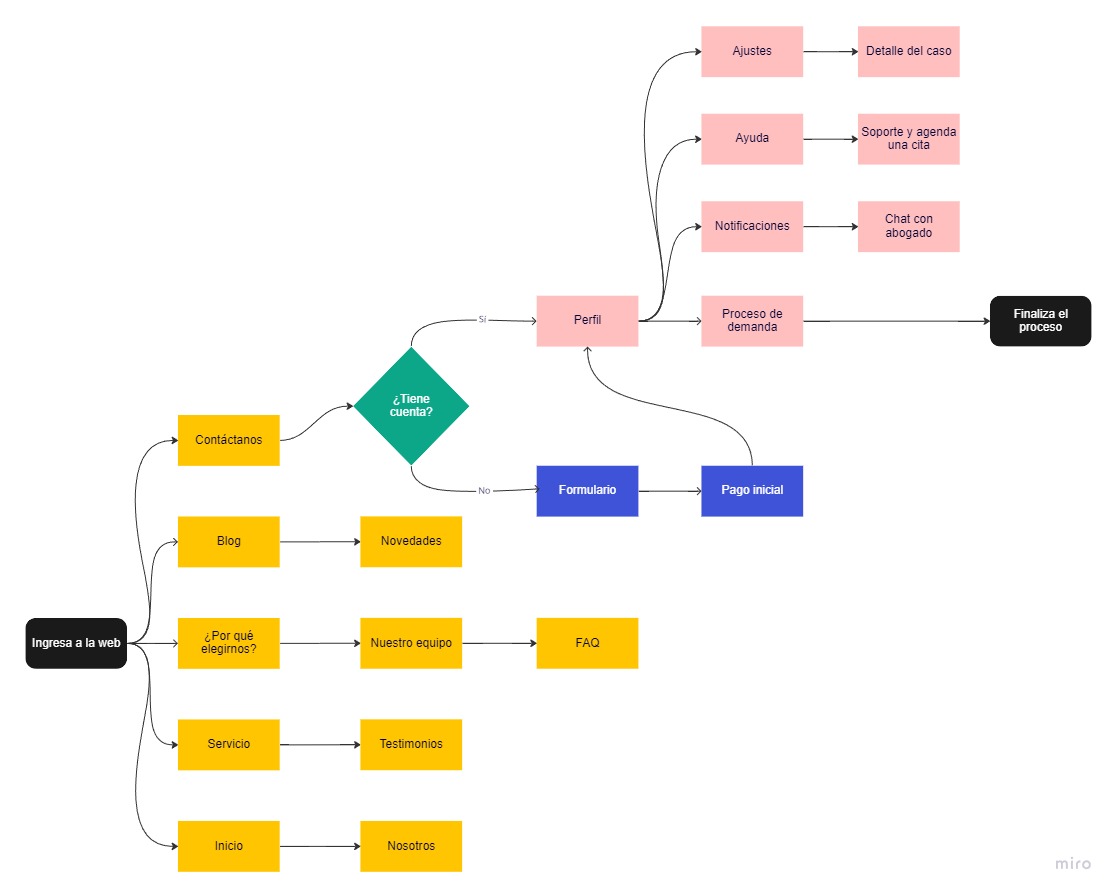 Ajustes
Detalle del caso
Ayuda
Soporte y agenda
una cita
Notificaciones
Chat con
abogado
Sí
Perfil
Proceso de
demanda
Finaliza el
proceso
¿Tiene
cuenta?
Contáctanos
No
Formulario
Pago inicial
Blog
Novedades
Ingresa a la web
¿Por qué
elegirnos?
Nuestro equipo
FAQ
Servicio
Testimonios
Inicio
Nosotros
miro